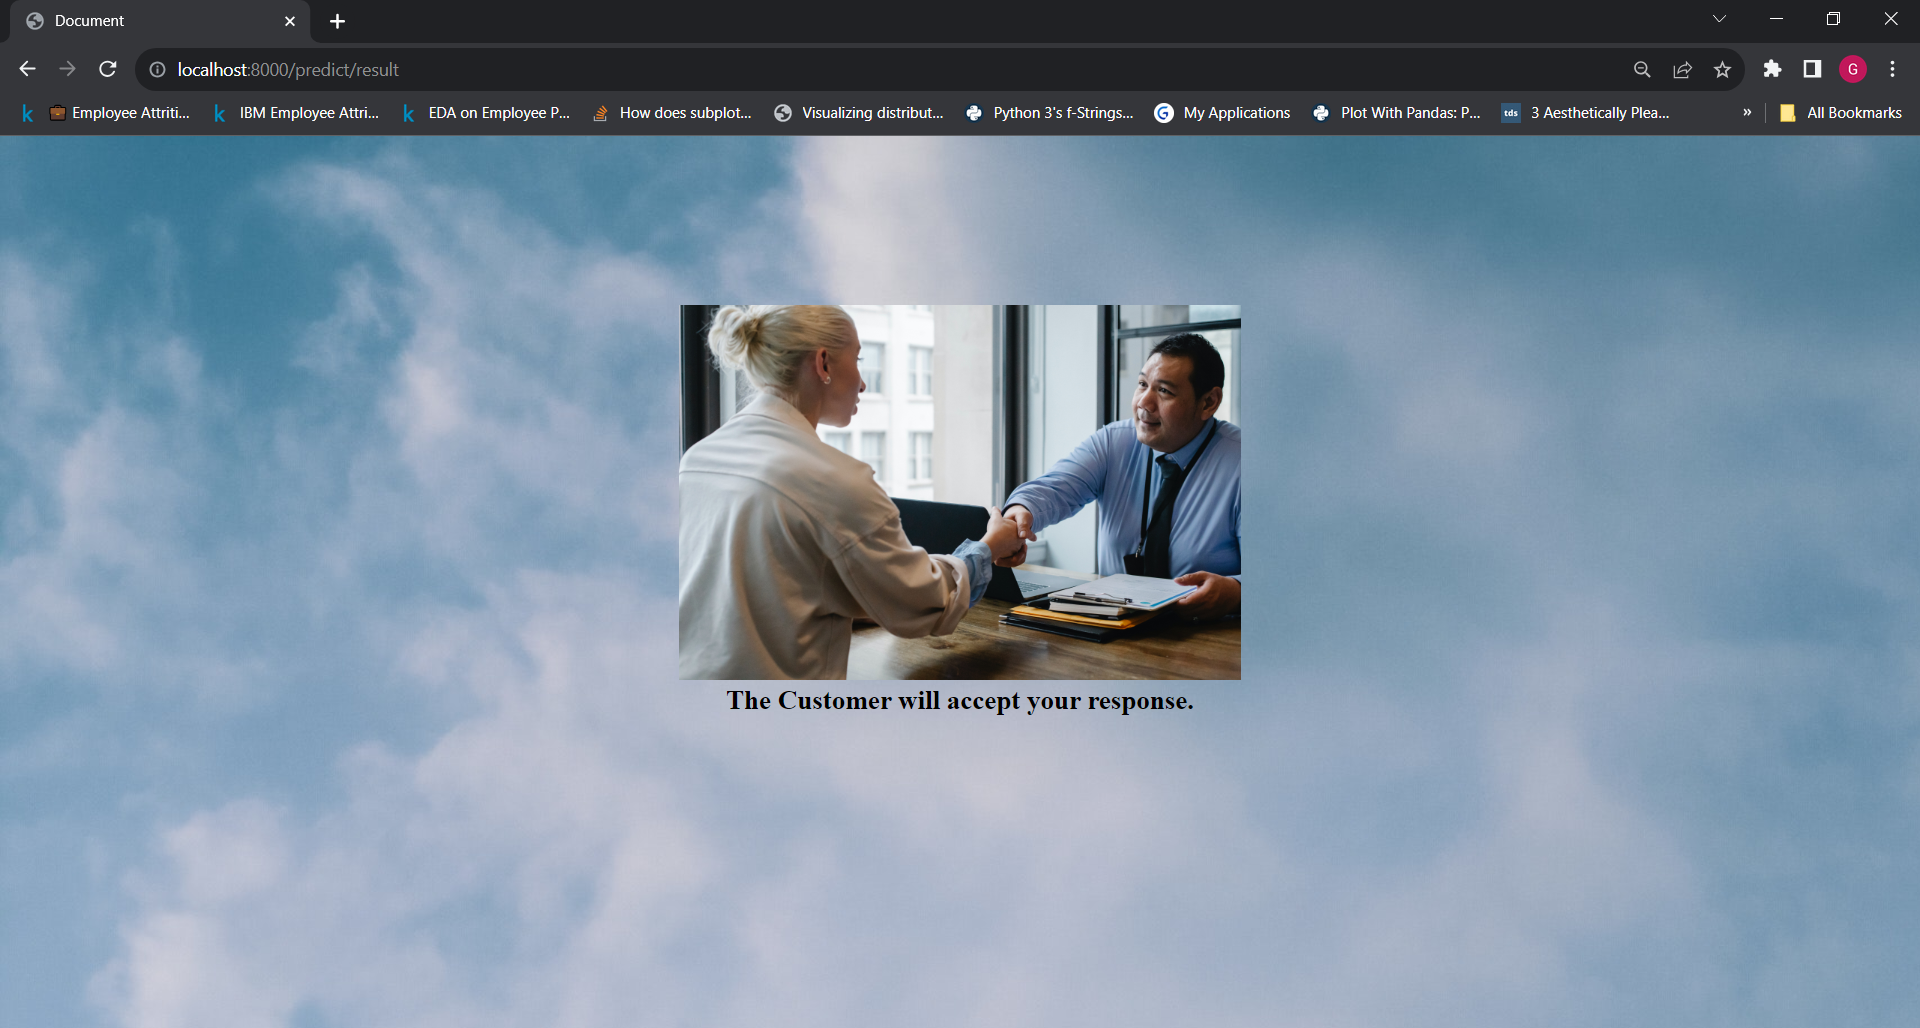 Document
localhost:8000/predict/result
G
k Employee Attriti... k IBM Employee Attri... k EDA on Employee P... How does subplot... Visualizing distribut... Python 3's f-Strings... G My Applications Plot With Pandas: P... tds 3 Aesthetically Plea... » All Bookmarks
The Customer will accept your response.